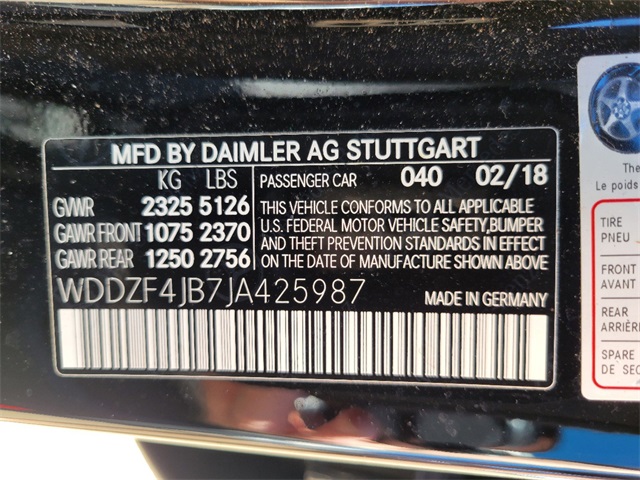 MFD BY DAIMLER AG STUTTGART
KG LBS
GVWR 2325 5126
GAWR FRONT 1075 2370
GAWR REAR 1250 2756
PASSENGER CAR 040 02/18
THIS VEHICLE CONFORMS TO ALL APPLICABLE
U.S. FEDERAL MOTOR VEHICLE SAFETY,BUMPER
AND THEFT PREVENTION STANDARDS IN EFFECT
ON THE DATE OF MANUFACTURE SHOWN ABOVE
WDDZF4JB7JA425987
MADE IN GERMANY
The
Le poids
TIRE
PNEU
FRONT
AVANT
REAR
ARRIÈRE
SPARE
DE